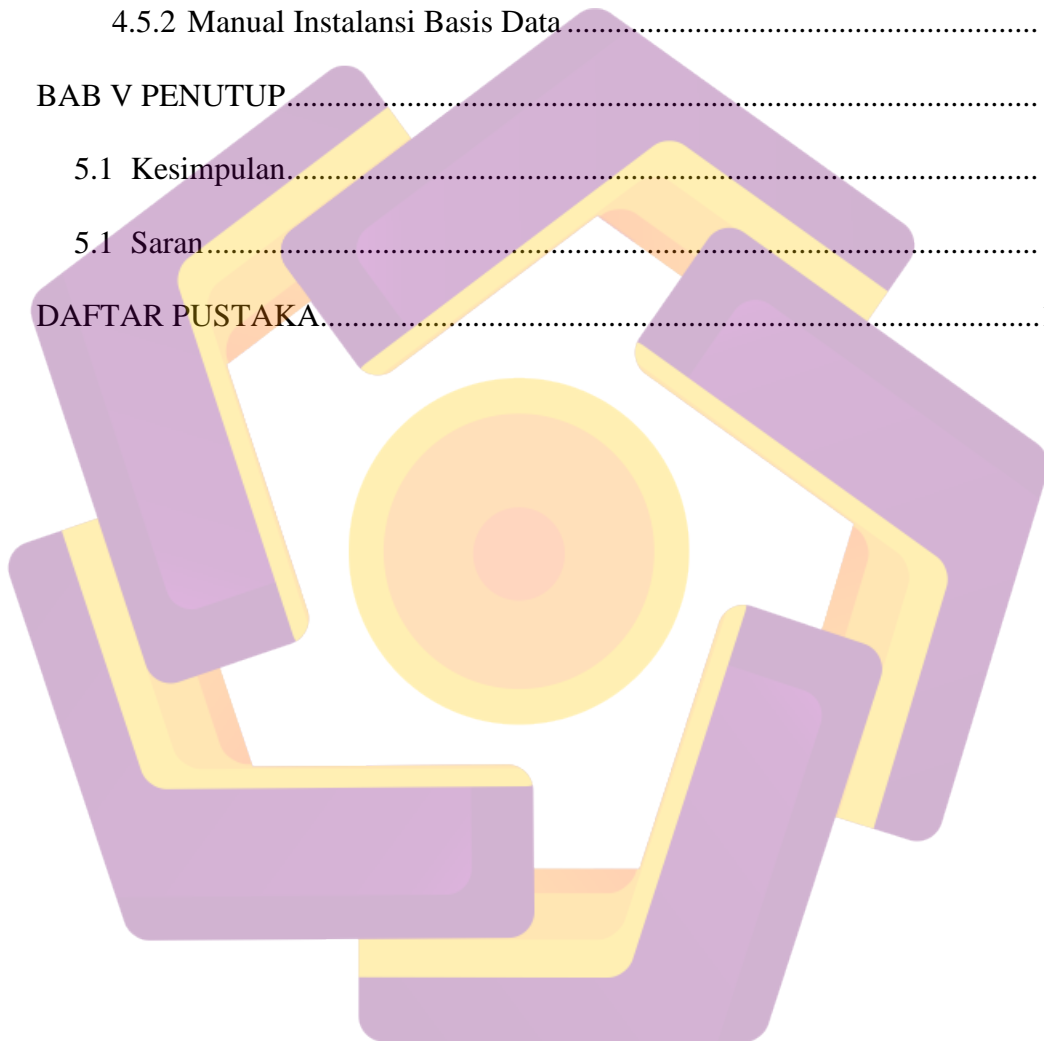 4.5.2 Manual Instalansi Basis Data ....................................................
BAB V PENUTUP....................................................................................
5.1 Kesimpulan....................................................................................
5.1 Saran..............................................................................................
DAFTAR PUSTAKA................................................................................